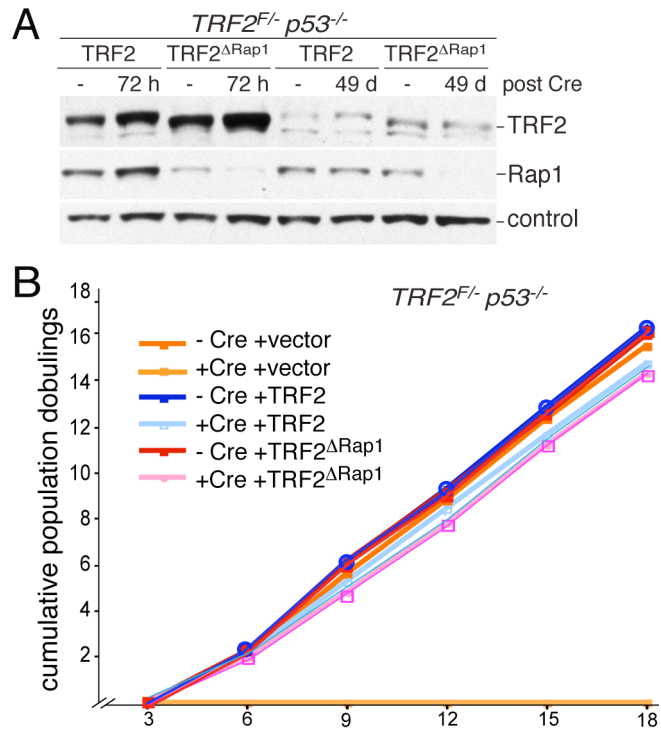 A
TRF2F/- p53-/-
TRF2 TRF2ΔRap1 TRF2 TRF2ΔRap1
- 72 h - 72 h - 49 d - 49 d post Cre
-TRF2
-Rap1
-control
B
TRF2F/- p53-/-
cumulative population dobulings
18
16
14
12
10
8
6
4
2
- Cre +vector
+Cre +vector
- Cre +TRF2
+Cre +TRF2
- Cre +TRF2ΔRap1
+Cre +TRF2ΔRap1
3 6 9 12 15 18